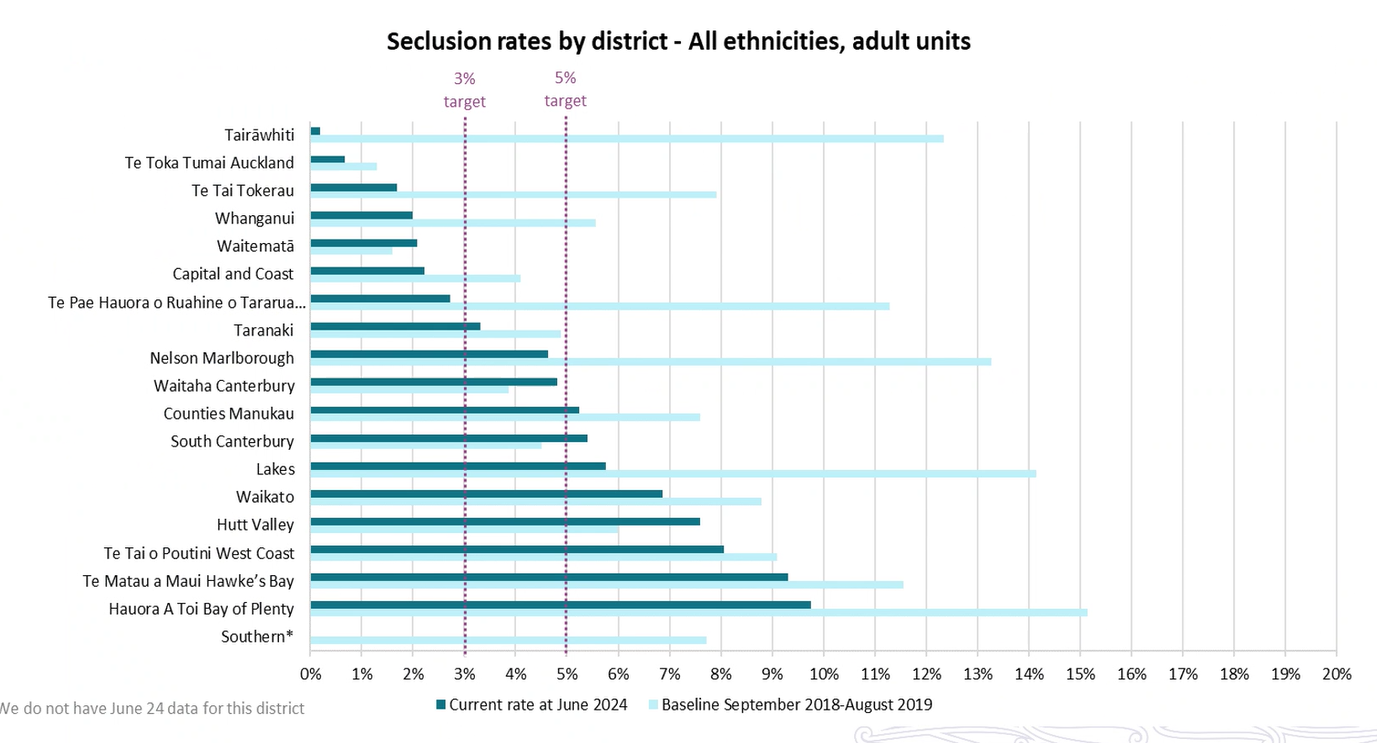 Seclusion rates by district - All ethnicities, adult units
3%
target
5%
target
Tairāwhiti
Te Toka Tumai Auckland
Te Tai Tokerau
Whanganui
Waitematā
Capital and Coast
Te Pae Hauora o Ruahine o Tararua...
Taranaki
Nelson Marlborough
Waitaha Canterbury
Counties Manukau
South Canterbury
Lakes
Waikato
Hutt Valley
Te Tai o Poutini West Coast
Te Matau a Maui Hawke’s Bay
Hauora A Toi Bay of Plenty
Southern*
0% 1% 2% 3% 4% 5% 6% 7% 8% 9% 10% 11% 12% 13% 14% 15% 16% 17% 18% 19% 20%
Current rate at June 2024 Baseline September 2018-August 2019
We do not have June 24 data for this district